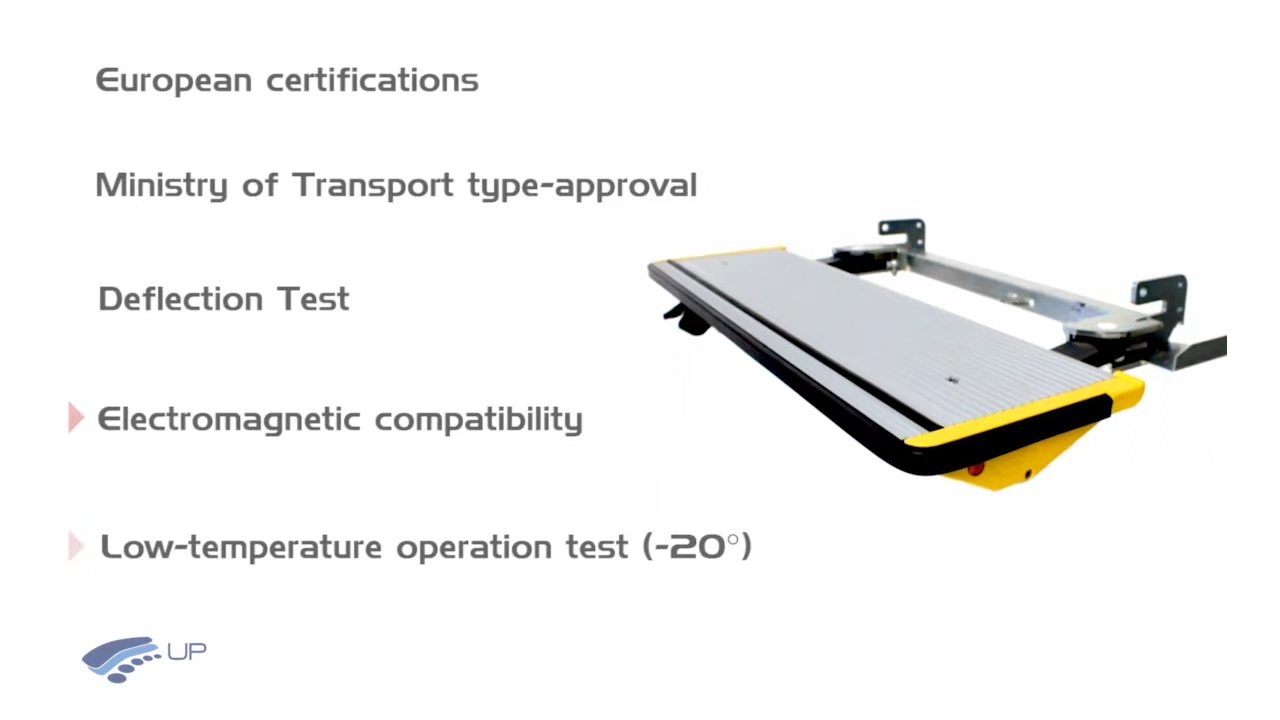 European certifications
Ministry of Transport type-approval
Deflection Test
Electromagnetic compatibility
Low-temperature operation test (-20°)
UP